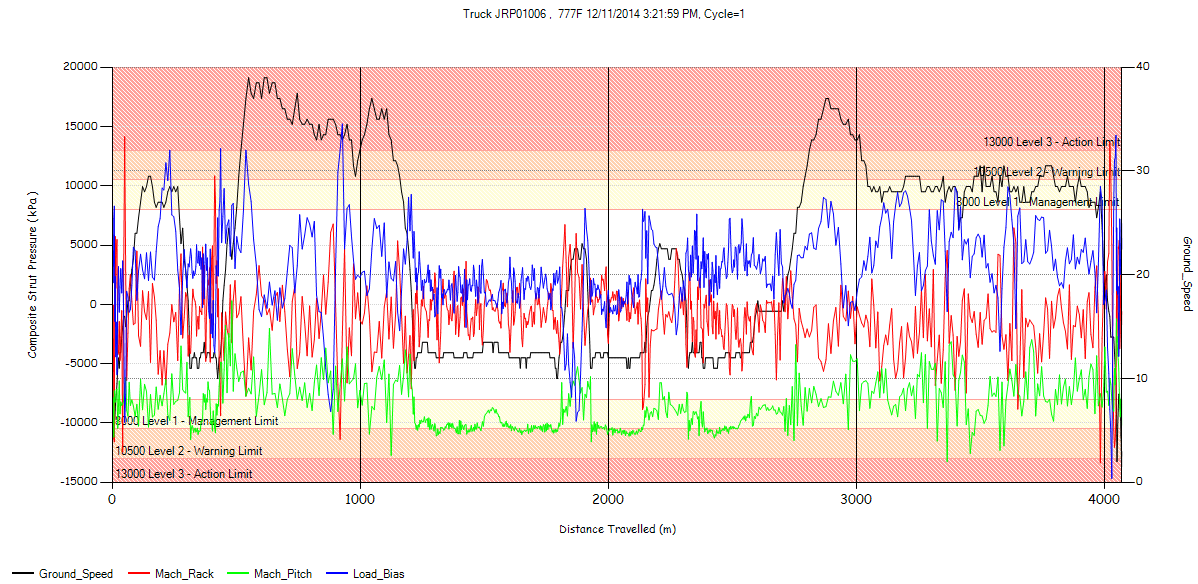 Truck JRP01006 , 777F 12/11/2014 3:21:59 PM, Cycle=1
20000
15000
10000
5000
0
-5000
-10000
-15000
Composite Strut Pressure (kPa)
40
30
20
10
0
Ground_Speed
13000 Level 3 - Action Limit
10500 Level 2 - Warning Limit
8000 Level 1 - Management Limit
8000 Level 1 - Management Limit
10500 Level 2 - Warning Limit
13000 Level 3 - Action Limit
0 1000 2000 3000 4000
Distance Travelled (m)
Ground_Speed Mach_Rack Mach_Pitch Load_Bias